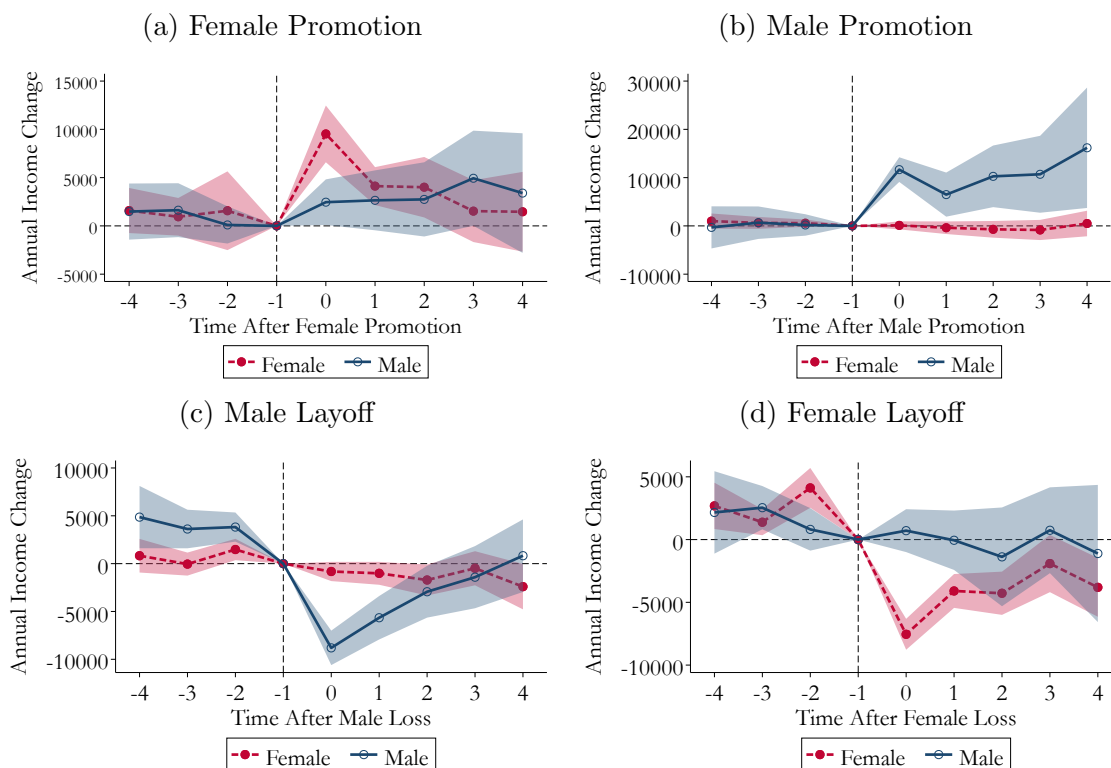 (a) Female Promotion
Annual Income Change
15000
10000
5000
0
-5000
-4 -3 -2 -1 0 1 2 3 4
Time After Female Promotion
Female Male
(b) Male Promotion
Annual Income Change
30000
20000
10000
0
-10000
-4 -3 -2 -1 0 1 2 3 4
Time After Male Promotion
Female Male
(c) Male Layoff
Annual Income Change
10000
5000
0
-5000
-10000
-4 -3 -2 -1 0 1 2 3 4
Time After Male Loss
Female Male
(d) Female Layoff
Annual Income Change
5000
0
-5000
-10000
-4 -3 -2 -1 0 1 2 3 4
Time After Female Loss
Female Male